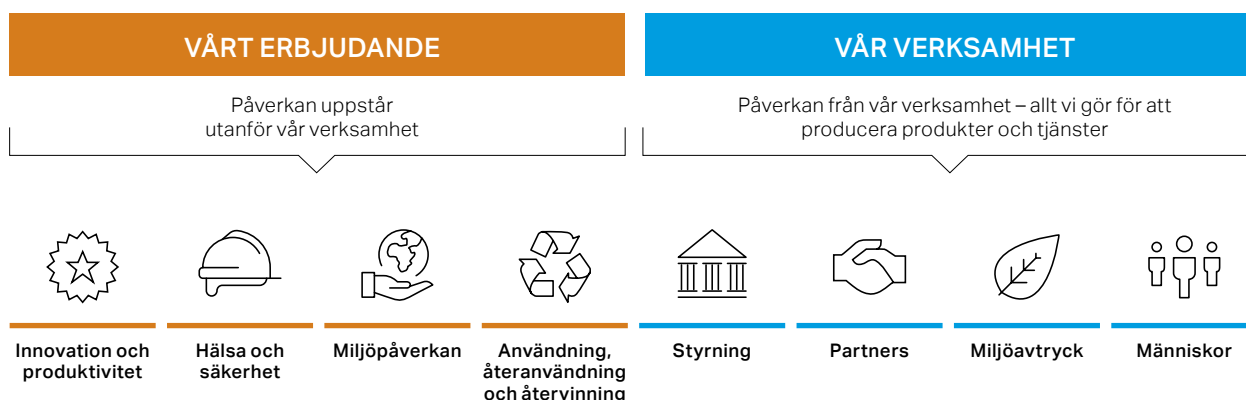 VÅRT ERBJUDANDE
Påverkan uppstår
utanför vår verksamhet
VÅR VERKSAMHET
Påverkan från vår verksamhet – allt vi gör för att
producera produkter och tjänster
Innovation och
produktivitet
Hälsa och
säkerhet
Miljöpåverkan
Användning,
återanvändning
och återvinning
Styrning
Partners
Miljöavtryck
Människor